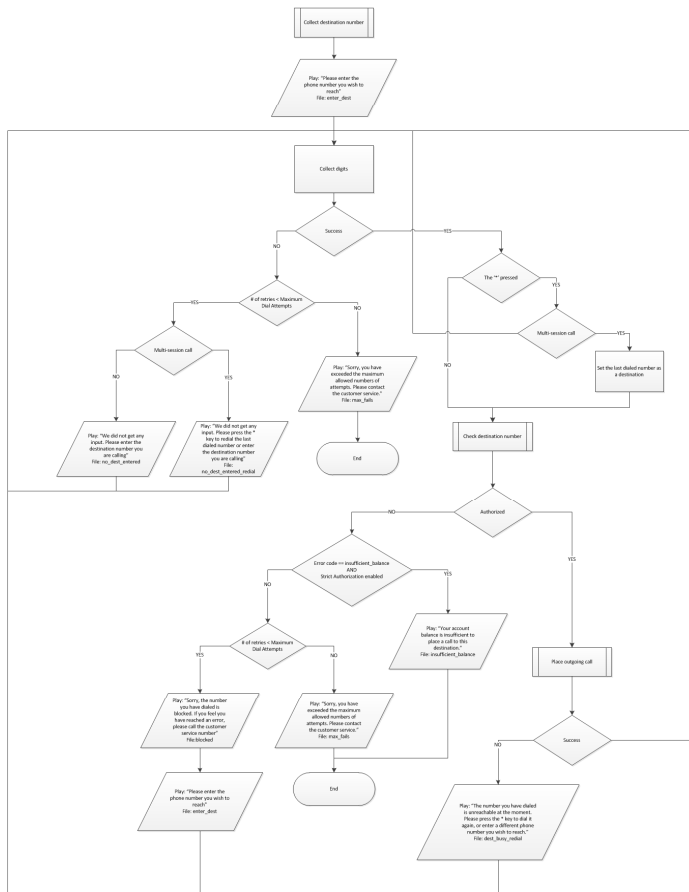 Collect destination number
Play: "Please enter the
phone number you wish to
reach"
File: enter_dest
Collect digits
Success
NO
YES
The '*' pressed
# of retries < Maximum
Dial Attempts
YES
NO
YES
Multi-session call
Multi-session call
YES
NO
YES
NO
Play: "Sorry, you have
exceeded the maximum
allowed numbers of
attempts. Please contact
the customer service."
File: max_fails
Set the last dialed number as
a destination
Play: "We did not get any
input. Please enter the
destination number you
are calling"
File: no_dest_entered
Play: "We did not get any
input. Please press the *
key to redial the last
dialed number or enter
the destination number
you are calling"
File:
no_dest_entered_redial
End
Check destination number
Authorized
NO
YES
Error code == insufficient_balance
AND
Strict Authorization enabled
NO
YES
# of retries < Maximum
Dial Attempts
YES
NO
Play: "Your account
balance is insufficient to
place a call to this
destination."
File: insufficient_balance
Place outgoing call
Play: "Sorry, the number
you have dialed is
blocked. If you feel you
have reached an error,
please call the customer
service number"
File:blocked
Play: "Sorry, you have
exceeded the maximum
allowed numbers of
attempts. Please contact
the customer service."
File: max_fails
Success
NO
Play: "Please enter the
phone number you wish to
reach"
File: enter_dest
End
Play: "The number you have dialed
is unreachable at the moment.
Please press the * key to dial it
again, or enter a different phone
number you wish to reach."
File: dest_busy_redial